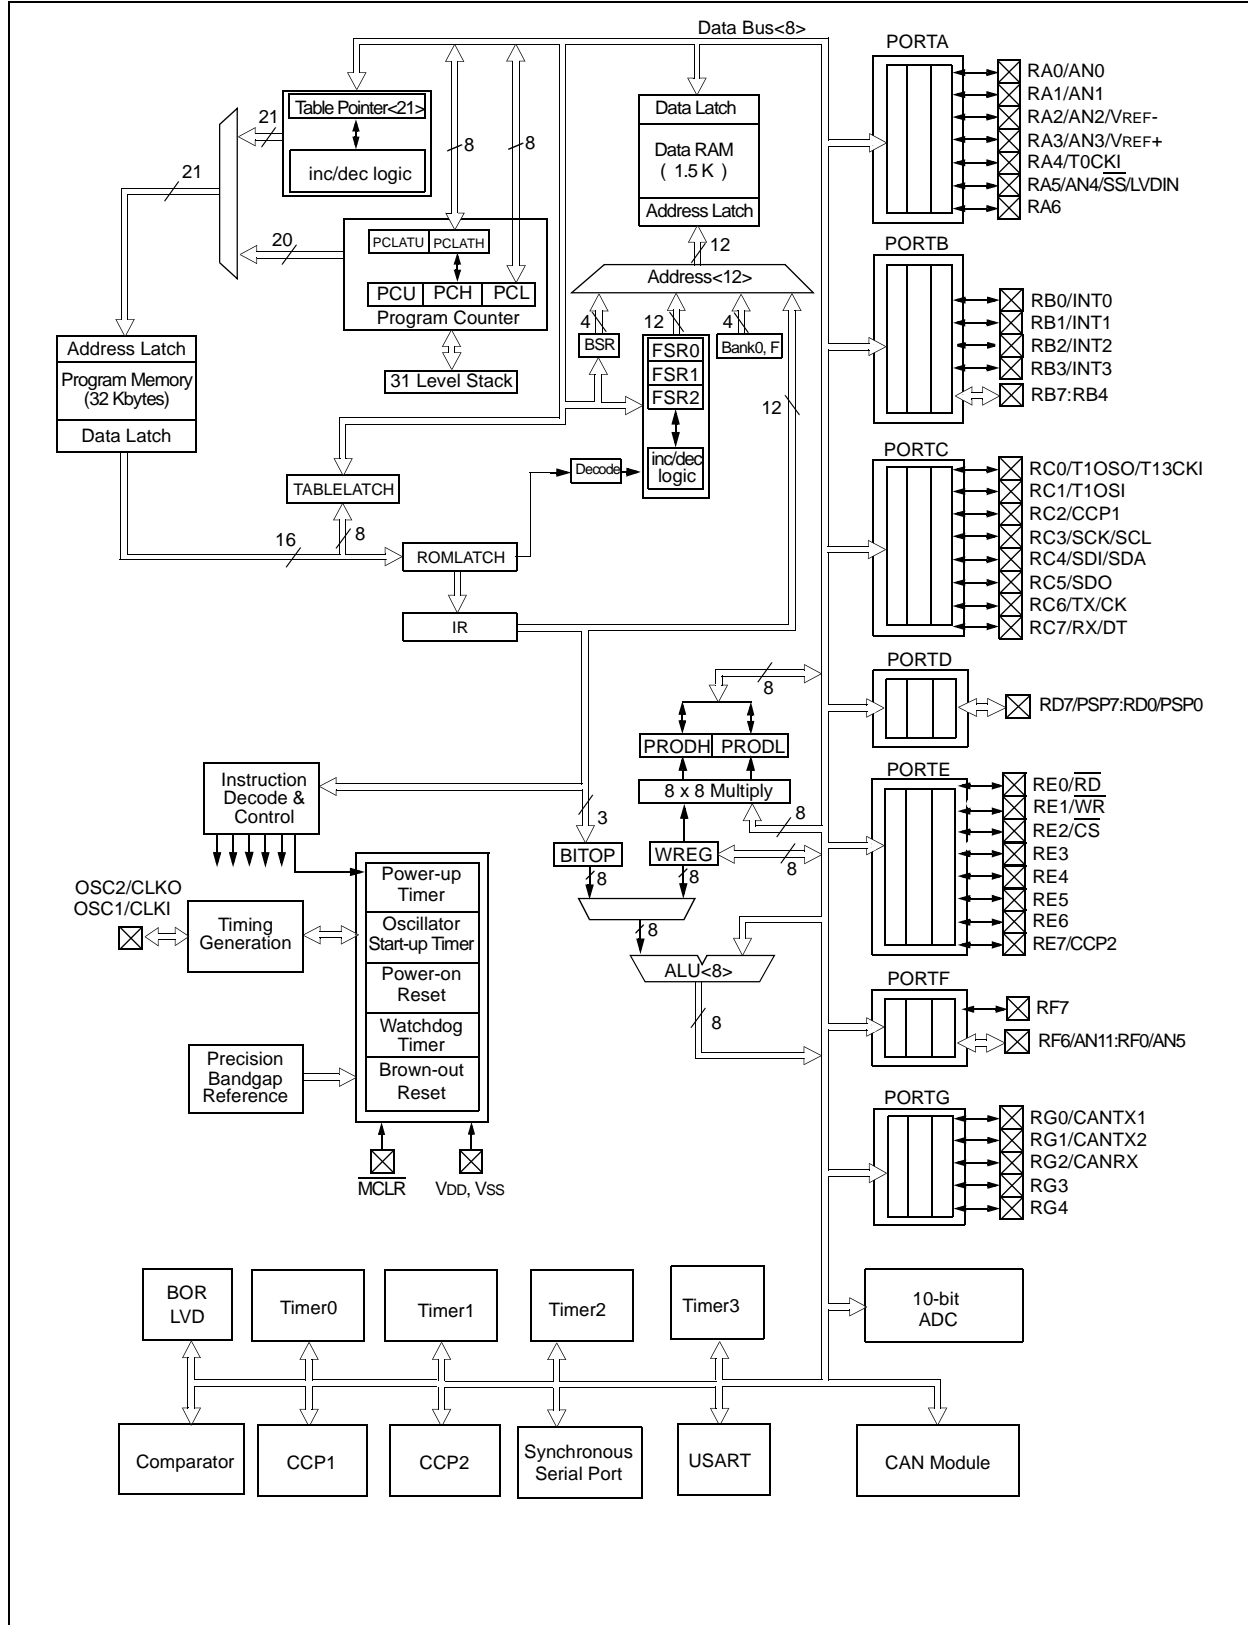 Data Bus<8>
Table Pointer<21>
inc/dec logic
21
21
20
8
8
PCLATU
PCLATH
PCU
PCH
PCL
Program Counter
31 Level Stack
Address Latch
Program Memory
(32 Kbytes)
Data Latch
16
8
TABLELATCH
ROMLATCH
IR
Data Latch
Data RAM
( 1.5 K )
Address Latch
12
Address<12>
4
12
4
BSR
FSR0
FSR1
FSR2
inc/dec
logic
Bank0, F
12
Decode
8
PRODH
PRODL
8 x 8 Multiply
8
3
BITOP
WREG
8
8
8
8
ALU<8>
8
Instruction
Decode &
Control
OSC2/CLKO
OSC1/CLKI
Timing
Generation
Power-up
Timer
Oscillator
Start-up Timer
Power-on
Reset
Watchdog
Timer
Brown-out
Reset
Precision
Bandgap
Reference
MCLR
VDD, VSS
PORTA
RA0/AN0
RA1/AN1
RA2/AN2/VREF-
RA3/AN3/VREF+
RA4/T0CKI
RA5/AN4/SS/LVDIN
RA6
PORTB
RB0/INT0
RB1/INT1
RB2/INT2
RB3/INT3
RB7:RB4
PORTC
RC0/T1OSO/T13CKI
RC1/T1OSI
RC2/CCP1
RC3/SCK/SCL
RC4/SDI/SDA
RC5/SDO
RC6/TX/CK
RC7/RX/DT
PORTD
RD7/PSP7:RD0/PSP0
PORTE
RE0/RD
RE1/WR
RE2/CS
RE3
RE4
RE5
RE6
RE7/CCP2
PORTF
RF7
RF6/AN11:RF0/AN5
PORTG
RG0/CANTX1
RG1/CANTX2
RG2/CANRX
RG3
RG4
BOR
LVD
Timer0
Timer1
Timer2
Timer3
10-bit
ADC
Comparator
CCP1
CCP2
Synchronous
Serial Port
USART
CAN Module